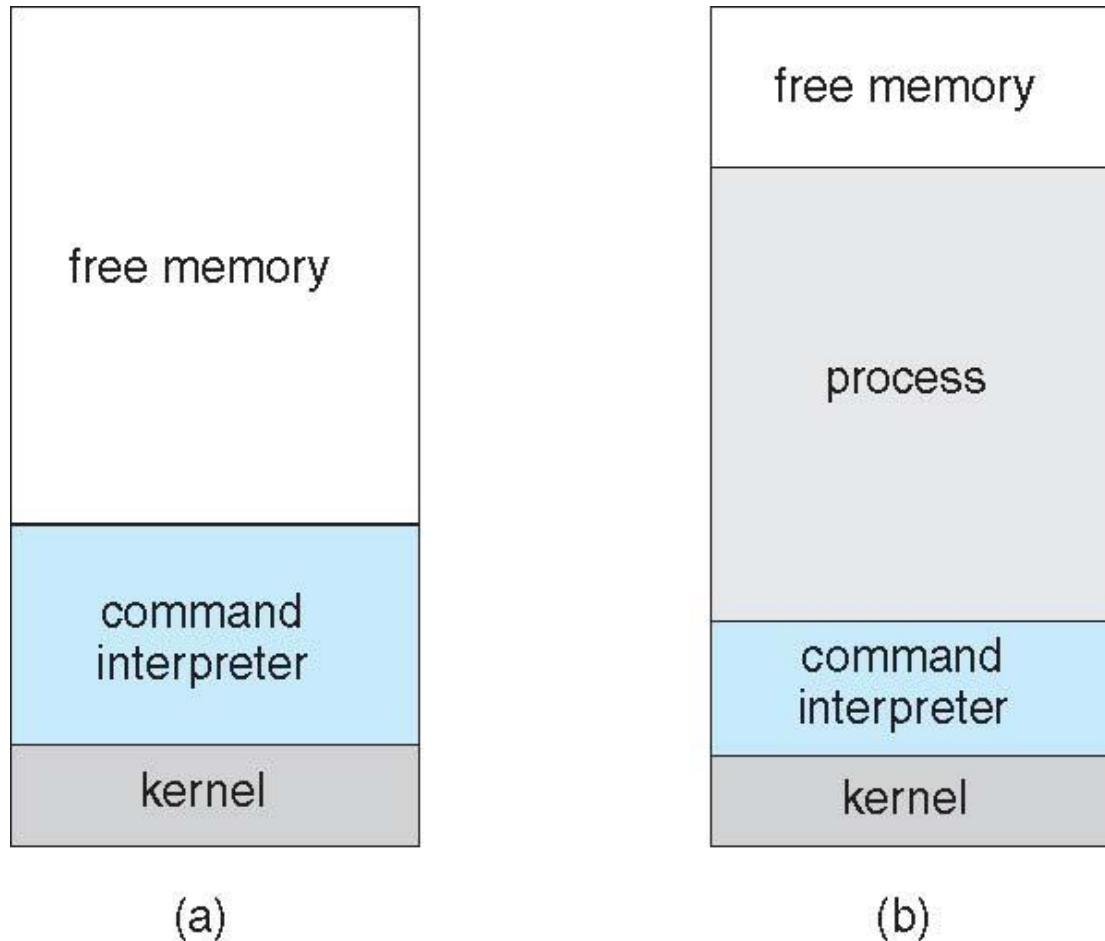 free memory
command
interpreter
kernel
(a)
free memory
process
command
interpreter
kernel
(b)